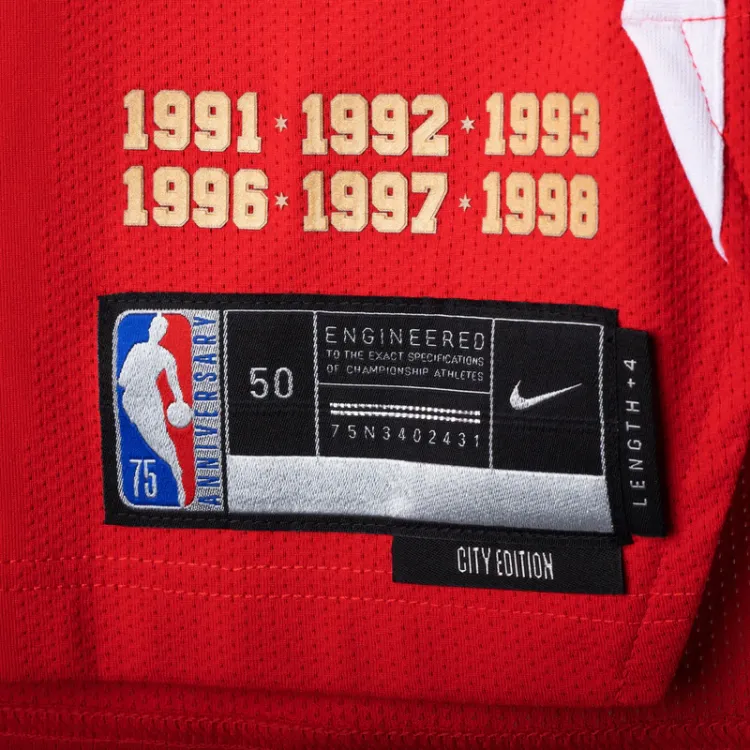 1991 * 1992 * 1993
1996 * 1997 * 1998
75
ANNIVERSARY
50
ENGINEERED
TO THE EXACT SPECIFICATIONS
OF CHAMPIONSHIP ATHLETES
75N3402431
LENGTH +4
CITY EDITION